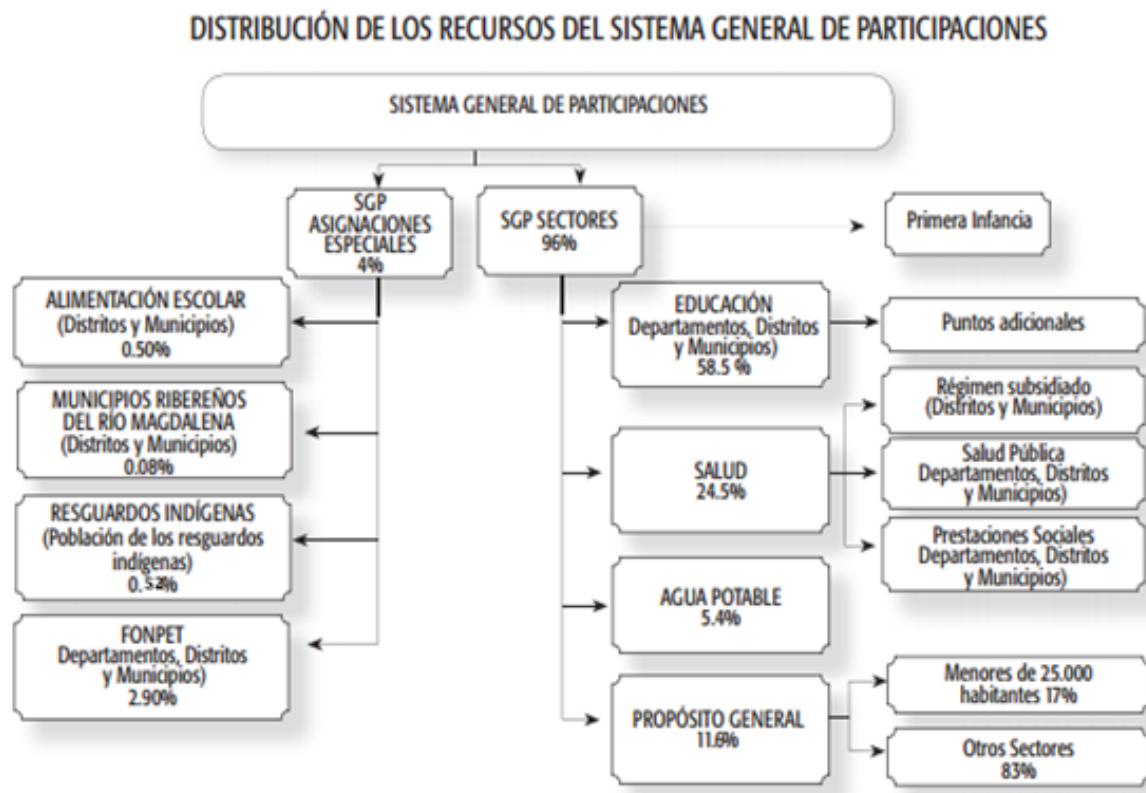 DISTRIBUCIÓN DE LOS RECURSOS DEL SISTEMA GENERAL DE PARTICIPACIONES
SISTEMA GENERAL DE PARTICIPACIONES
SGP
ASIGNACIONES
ESPECIALES
4%
SGP SECTORES
96%
Primera Infancia
ALIMENTACIÓN ESCOLAR
(Distritos y Municipios)
0.50%
MUNICIPIOS RIBEREÑOS
DEL RÍO MAGDALENA
(Distritos y Municipios)
0.08%
RESGUARDOS INDÍGENAS
(Población de los resguardos
indígenas)
0.52%
FONPET
Departamentos, Distritos
y Municipios)
2.90%
EDUCACIÓN
Departamentos, Distritos
y Municipios)
58.5 %
Puntos adicionales
SALUD
24.5%
Régimen subsidiado
(Distritos y Municipios)
Salud Pública
Departamentos, Distritos
y Municipios)
Prestaciones Sociales
Departamentos, Distritos
y Municipios)
AGUA POTABLE
5.4%
PROPÓSITO GENERAL
11.6%
Menores de 25.000
habitantes 17%
Otros Sectores
83%